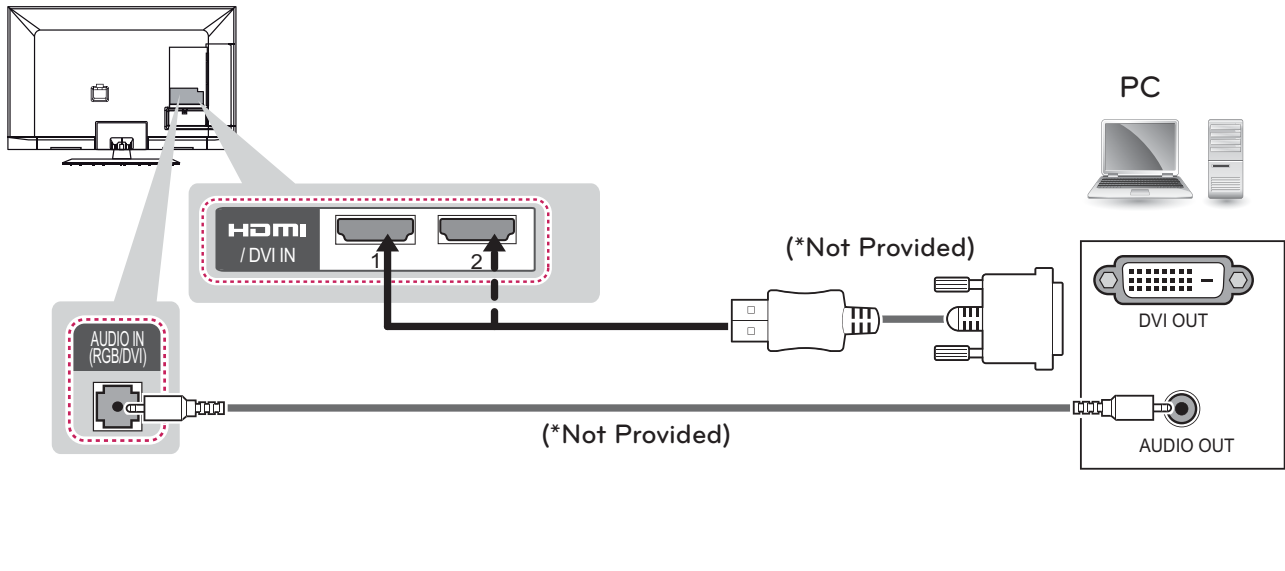 PC
HDMI
/ DVI IN
1
2
(*Not Provided)
DVI OUT
AUDIO IN
(RGB/DVI)
(*Not Provided)
AUDIO OUT